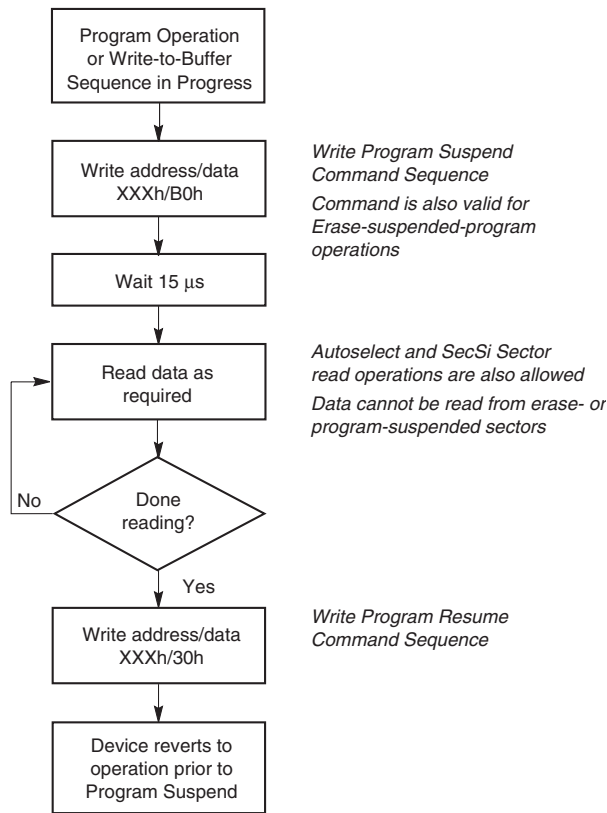 Program Operation
or Write-to-Buffer
Sequence in Progress
Write address/data
XXXh/B0h
Write Program Suspend
Command Sequence
Command is also valid for
Erase-suspended-program
operations
Wait 15 μs
Read data as
required
Autoselect and SecSi Sector
read operations are also allowed
Data cannot be read from erase- or
program-suspended sectors
No
Done
reading?
Yes
Write address/data
XXXh/30h
Write Program Resume
Command Sequence
Device reverts to
operation prior to
Program Suspend